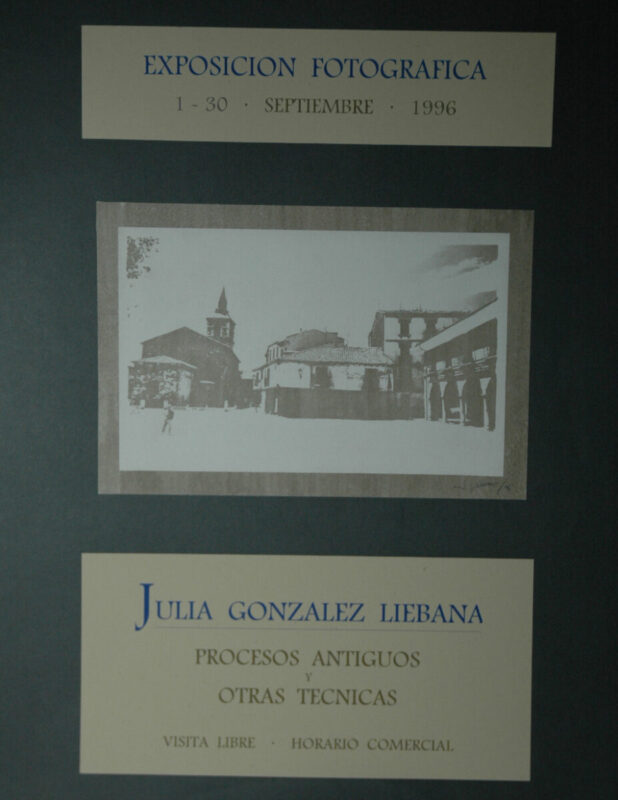 EXPOSICION FOTOGRAFICA
1 - 30 · SEPTIEMBRE · 1996
JULIA GONZALEZ LIEBANA
PROCESOS ANTIGUOS
Y
OTRAS TECNICAS
VISITA LIBRE · HORARIO COMERCIAL